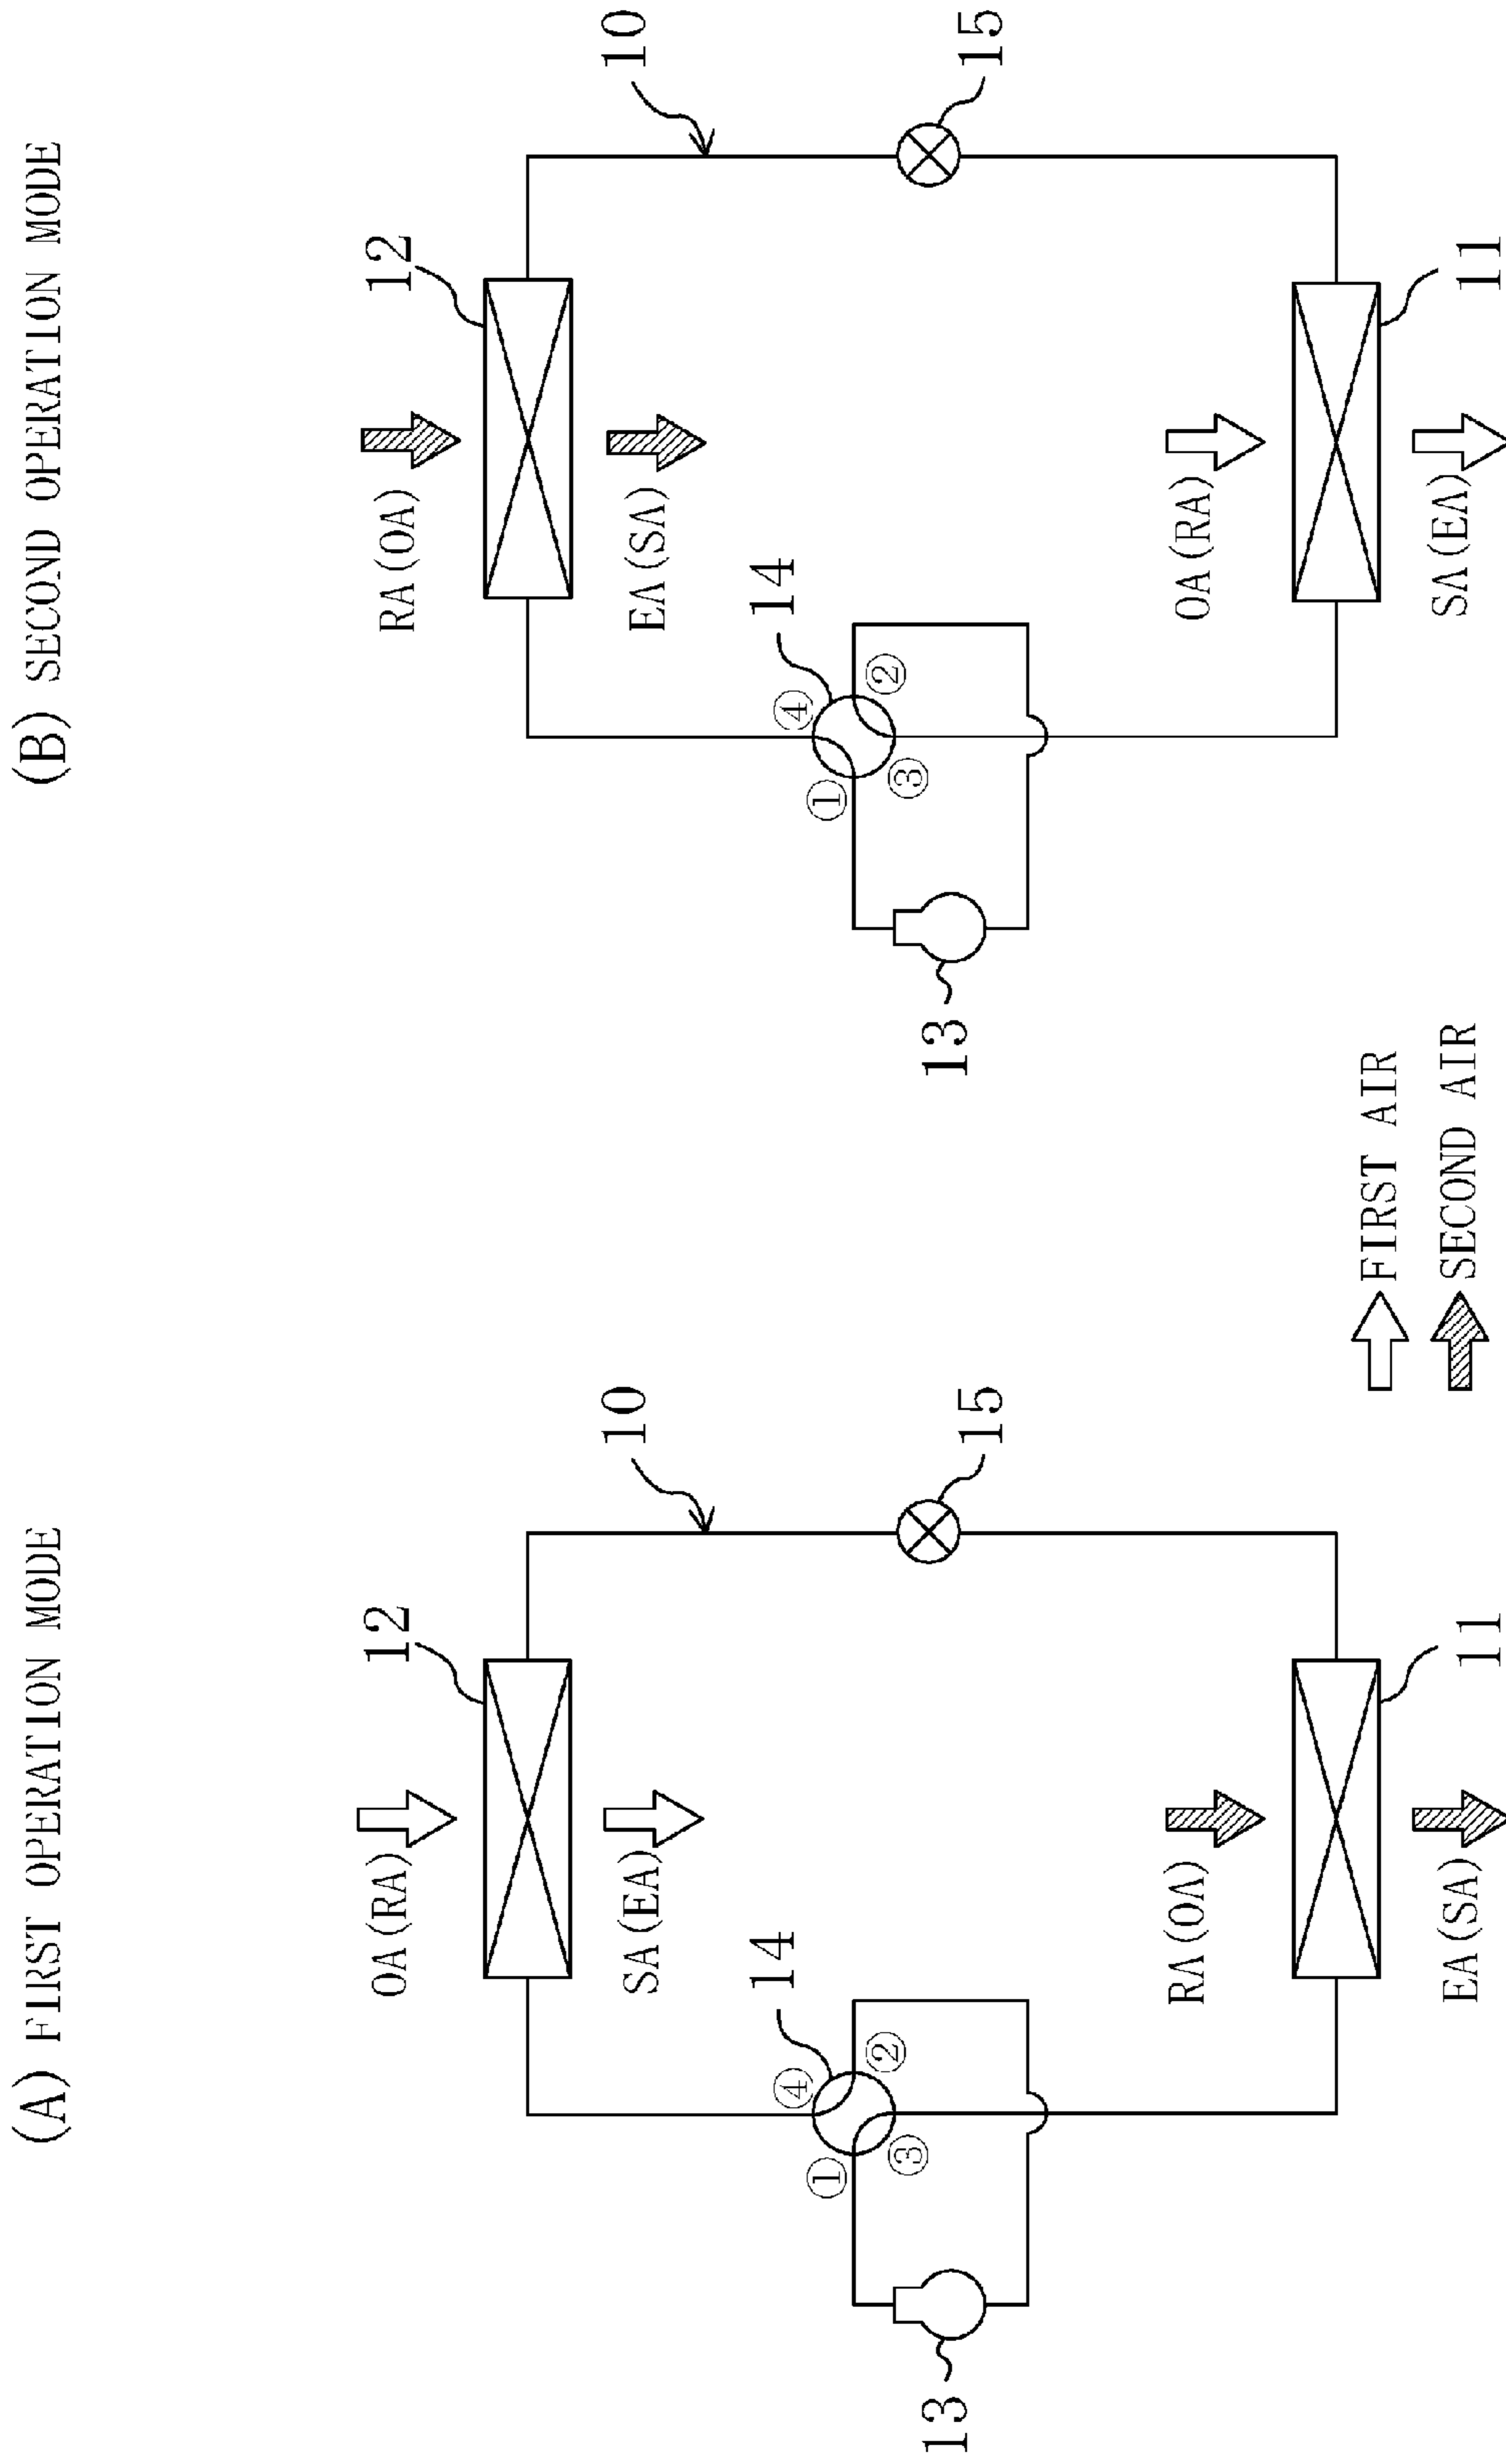 (A) FIRST OPERATION MODE
OA(RA)
12
10
SA(EA)
14
④
①
②
③
13
15
RA(OA)
EA(SA)
11
(B) SECOND OPERATION MODE
RA(OA)
12
10
EA(SA)
14
④
①
②
③
13
15
OA(RA)
SA(EA)
11
FIRST AIR
SECOND AIR